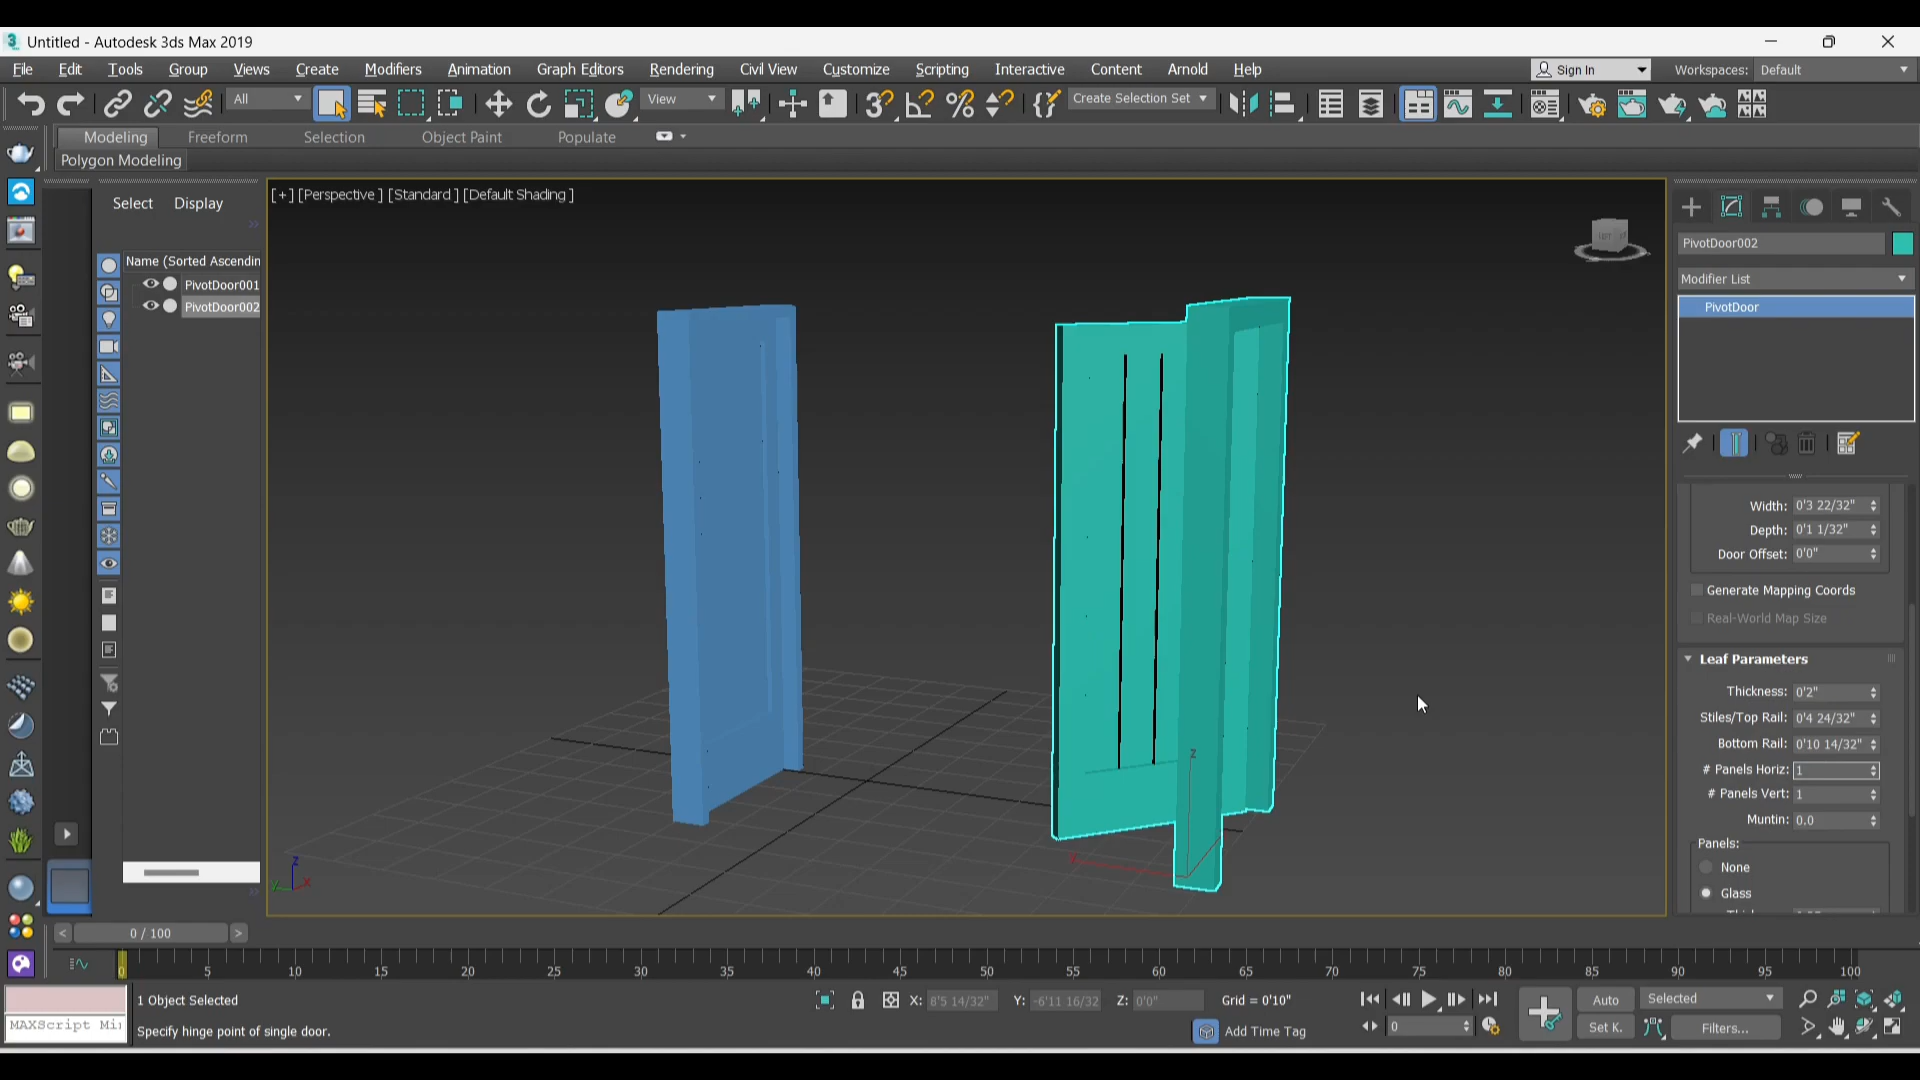 Untitled - Autodesk 3ds Max 2019
File Edit Tools Group Views Create Modifiers Animation Graph Editors Rendering Civil View Customize Scripting Interactive Content Arnold Help Sign In Workspaces: Default
All View Create Selection Set
Modeling Freeform Selection Object Paint Populate
Polygon Modeling
Select Display
[+] [Perspective ] [Standard ] [Default Shading ]
PivotDoor002
Name (Sorted Ascendin
PivotDoor001
PivotDoor002
Modifier List
PivotDoor
Width: 0'3 22/32"
Depth: 0'1 1/32"
Door Offset: 0'0"
Generate Mapping Coords
Real-World Map Size
Leaf Parameters
Thickness: 0'2"
Stiles/Top Rail: 0'4 24/32"
Bottom Rail: 0'10 14/32"
# Panels Horiz: 1
# Panels Vert: 1
Muntin: 0.0
Panels:
None
Glass
z
x
z
y x
< 0 / 100 >
0 5 10 15 20 25 30 35 40 45 50 55 60 65 70 75 80 85 90 95 100
1 Object Selected X: 8'5 14/32" Y: -6'11 16/32 Z: 0'0" Grid = 0'10" Auto Selected
MAXScript Mi Specify hinge point of single door. Add Time Tag 0 Set K. Filters...